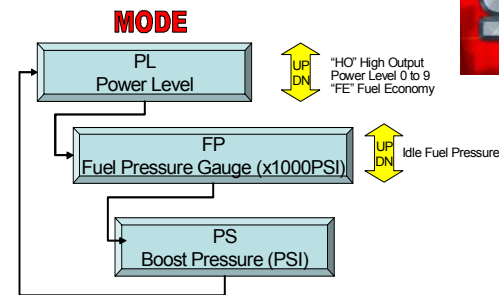 MODE
PL
Power Level
UP
DN
“HO” High Output
Power Level 0 to 9
“FE” Fuel Economy
FP
Fuel Pressure Gauge (x1000PSI)
UP
DN
Idle Fuel Pressure
PS
Boost Pressure (PSI)